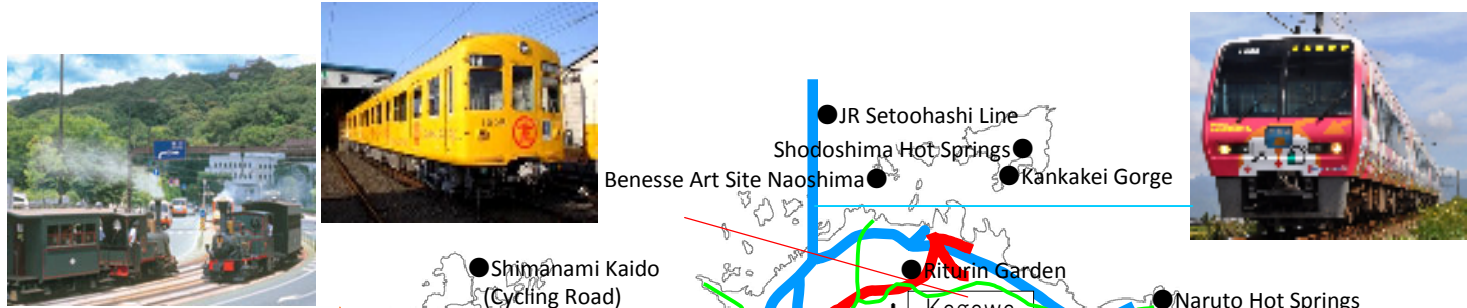 JR Setoohashi Line
Shodoshima Hot Springs
Benesse Art Site Naoshima
Kankakei Gorge
Shimanami Kaido
(Cycling Road)
Riturin Garden
Naruto Hot Springs